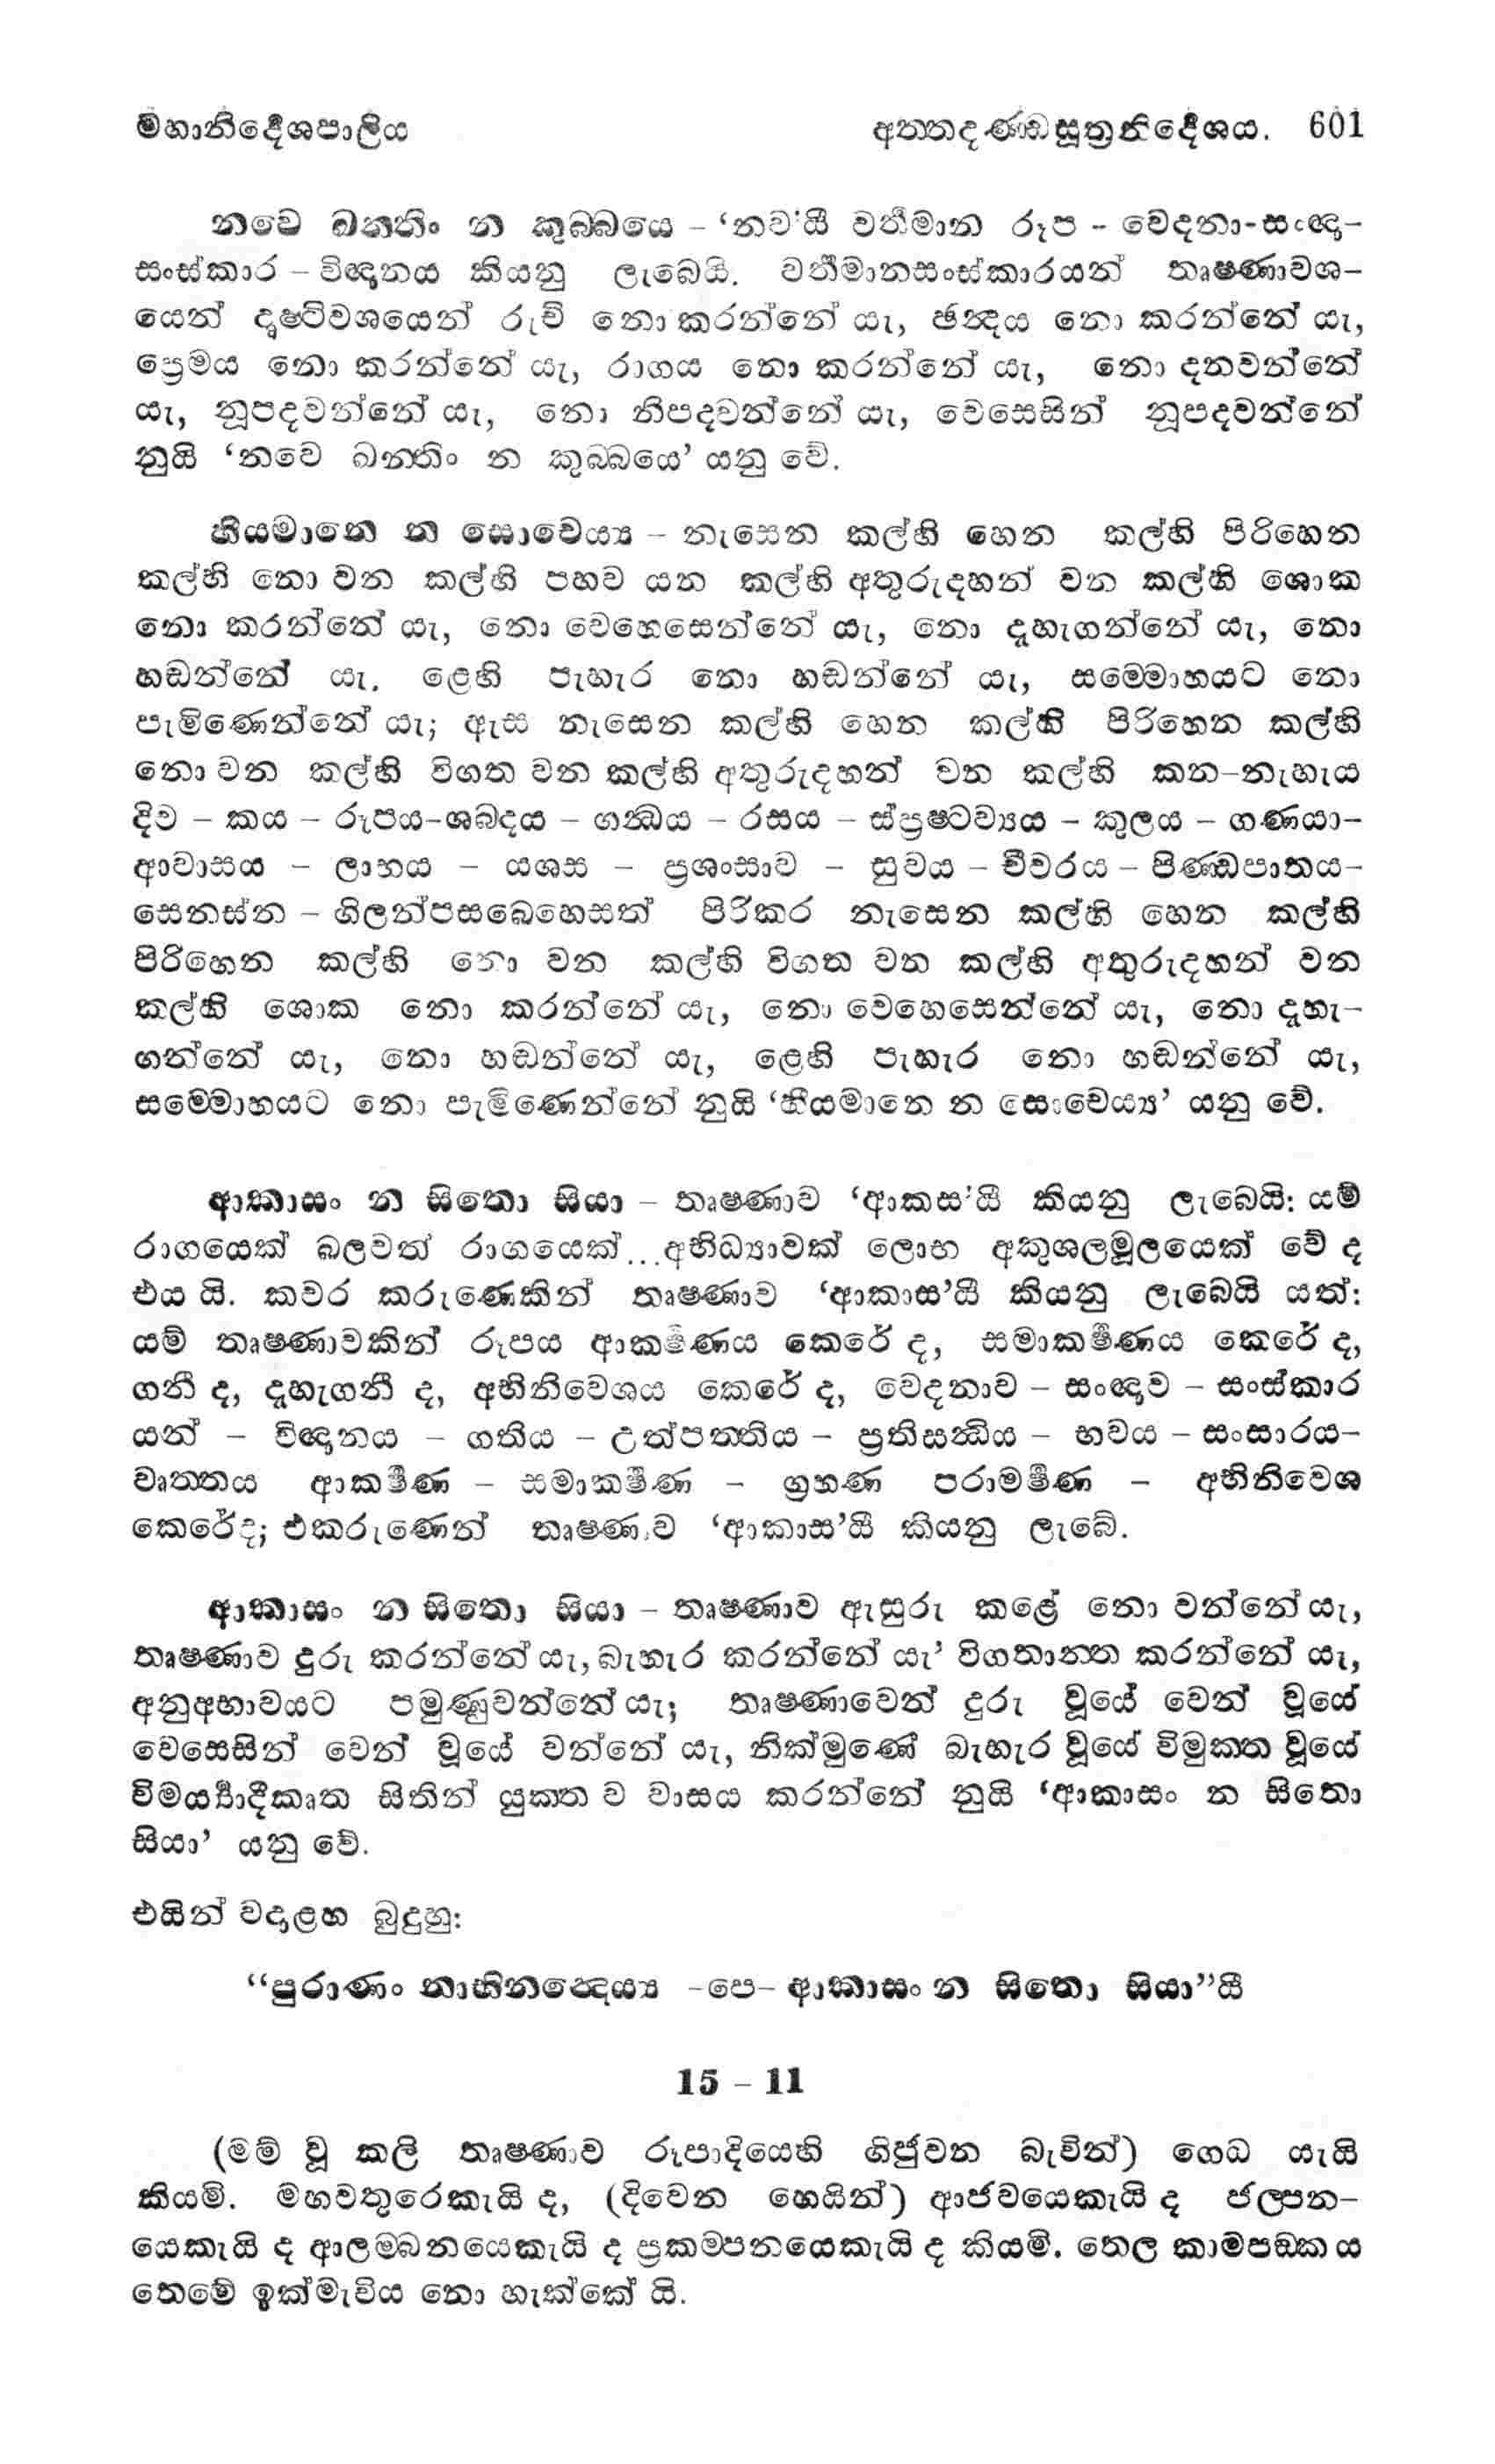 මහානිර්දේශපාලිය අත්තදණ්ඩසූත්‍රනිර්දේශය. 601
නවෙ ඛන්තිං න කුබ්බයෙ – ‘නව’යී වර්තමාන රූප - වෙදනා-සංඥා-
සංස්කාර – විඥානය කියනු ලැබෙයි. වර්තමානසංස්කාරයන් තෘෂ්ණාවශ-
යෙන් දෘෂ්ටිවශයෙන් රුචි නො කරන්නේ යැ, ඡන්දය නො කරන්නේ යැ,
ප්‍රෙමය නො කරන්නේ යැ, රාගය නො කරන්නේ යැ, නො දනවන්නේ
යැ, නූපදවන්නේ යැ, නො නිපදවන්නේ යැ, වෙසෙසින් නූපදවන්නේ
නුයි ‘නවෙ ඛන්තිං න කුබ්බයෙ’ යනු වේ.
හීයමානෙ න සොචෙය්‍ය – නැසෙන කල්හි හෙන කල්හි පිරිහෙන
කල්හි නො වන කල්හි පහව යන කල්හි අතුරුදහන් වන කල්හි ශොක
නො කරන්නේ යැ, නො වෙහෙසෙන්නේ යැ, නො දැහැගන්නේ යැ, නො
හඬන්නේ යැ. ළෙහි පැහැර නො හඬන්නේ යැ, සම්මොහයට නො
පැමිණෙන්නේ යැ; ඇස නැසෙන කල්හි හෙන කල්හි පිරිහෙන කල්හි
නො වන කල්හි විගත වන කල්හි අතුරුදහන් වන කල්හි කන–නැහැය
දිව – කය – රූපය–ශබ්දය – ගන්ධය – රසය – ස්ප්‍රෂ්ටව්‍යය – කුලය – ගණයා–
ආවාසය – ලාභය – යශස – ප්‍රශංසාව – සුවය – චීවරය – පිණ්ඩපාතය–
සෙනස්න – ගිලන්පසබෙහෙසත් පිරිකර නැසෙන කල්හි හෙන කල්හි
පිරිහෙන කල්හි නො වන කල්හි විගත වන කල්හි අතුරුදහන් වන
කල්හි ශොක නො කරන්නේ යැ, නො වෙහෙසෙන්නේ යැ, නො දැහැ–
ගන්නේ යැ, නො හඬන්නේ යැ, ළෙහි පැහැර නො හඬන්නේ යැ,
සම්මොහයට නො පැමිණෙන්නේ නුයි ‘හීයමානෙ න සොචෙය්‍ය’ යනු වේ.
ආකාසං න සිතො සියා – තෘෂ්ණාව ‘ආකස’යී කියනු ලැබෙයි: යම්
රාගයෙක් බලවත් රාගයෙක්...අභිධ්‍යාවක් ලොභ අකුශලමූලයෙක් වේ ද
එය යි. කවර කරුණෙකින් තෘෂ්ණාව ‘ආකාස’යී කියනු ලැබෙයි යත්:
යම් තෘෂ්ණාවකින් රූපය ආකර්ෂණය කෙරේ ද, සමාකර්ෂණය කෙරේ ද,
ගනී ද, දැහැගනී ද, අභිනිවෙශය කෙරේ ද, වෙදනාව – සංඥාව – සංස්කාර
යන් – විඥානය – ගතිය – උත්පත්තිය – ප්‍රතිසන්ධිය – භවය – සංසාරය–
වෘත්තය ආකර්ෂණ – සමාකර්ෂණ – ග්‍රහණ පරාමර්ෂණ – අභිනිවෙශ
කෙරේද; එකරුණෙන් තෘෂ්ණාව ‘ආකාස’යී කියනු ලැබේ.
ආකාසං න සිතො සියා – තෘෂ්ණාව ඇසුරු කළේ නො වන්නේ යැ,
තෘෂ්ණාව දුරු කරන්නේ යැ, බැහැර කරන්නේ යැ’ විගතාන්ත කරන්නේ යැ,
අනුඅභාවයට පමුණුවන්නේ යැ; තෘෂ්ණාවෙන් දුරු වූයේ වෙන් වූයේ
වෙසෙසින් වෙන් වූයේ වන්නේ යැ, නික්මුණේ බැහැර වූයේ විමුක්ත වූයේ
විමර්‍ය්‍යාදීකෘත සිතින් යුක්ත ව වාසය කරන්නේ නුයි ‘ආකාසං න සිතො
සියා’ යනු වේ.
එයින් වදාළහ බුදුහු:
“පුරාණං නාභිනන්දෙය්‍ය -පෙ– ආකාසං න සිතො සියා”යී
15 – 11
(මම් වූ කලි තෘෂ්ණාව රූපාදියෙහි ගිජුවන බැවින්) ගෙධ යැයි
කියමි. මහවතුරෙකැයි ද, (දිවෙන හෙයින්) ආජවයෙකැයි ද ජල්පන–
යෙකැයි ද ආලම්බනයෙකැයි ද ප්‍රකම්පනයෙකැයි ද කියමි. තෙල කාමපඞ්කය
තෙමේ ඉක්මැවිය නො හැක්කේ යි.